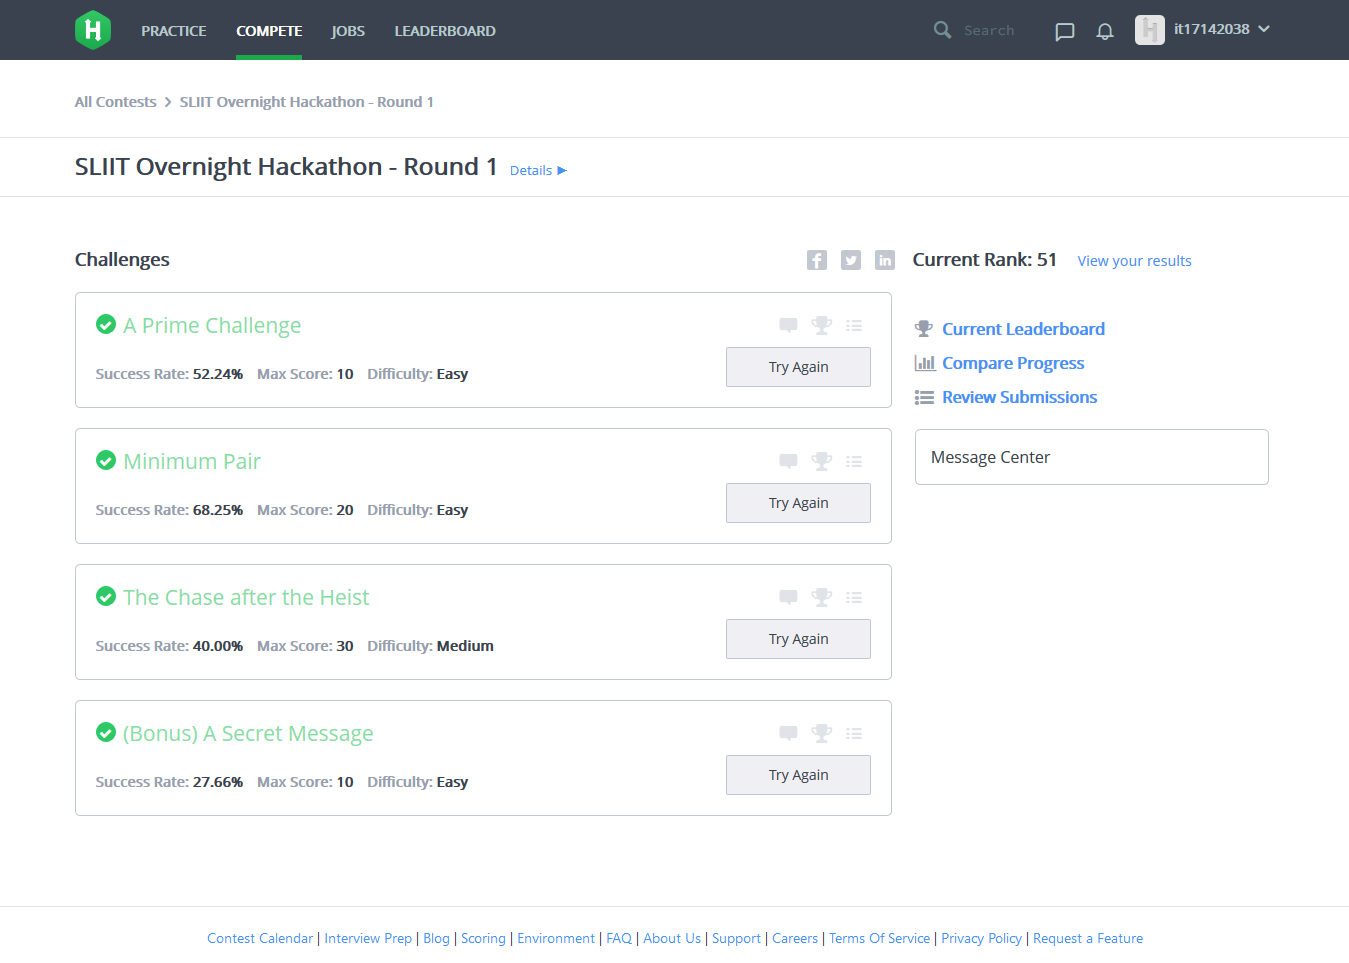 H PRACTICE COMPETE JOBS LEADERBOARD Search it17142038
All Contests > SLIIT Overnight Hackathon - Round 1
SLIIT Overnight Hackathon - Round 1 Details ►
Challenges
A Prime Challenge
Success Rate: 52.24% Max Score: 10 Difficulty: Easy
Try Again
Minimum Pair
Success Rate: 68.25% Max Score: 20 Difficulty: Easy
Try Again
The Chase after the Heist
Success Rate: 40.00% Max Score: 30 Difficulty: Medium
Try Again
(Bonus) A Secret Message
Success Rate: 27.66% Max Score: 10 Difficulty: Easy
Try Again
Current Rank: 51 View your results
Current Leaderboard
Compare Progress
Review Submissions
Message Center
Contest Calendar | Interview Prep | Blog | Scoring | Environment | FAQ | About Us | Support | Careers | Terms Of Service | Privacy Policy | Request a Feature